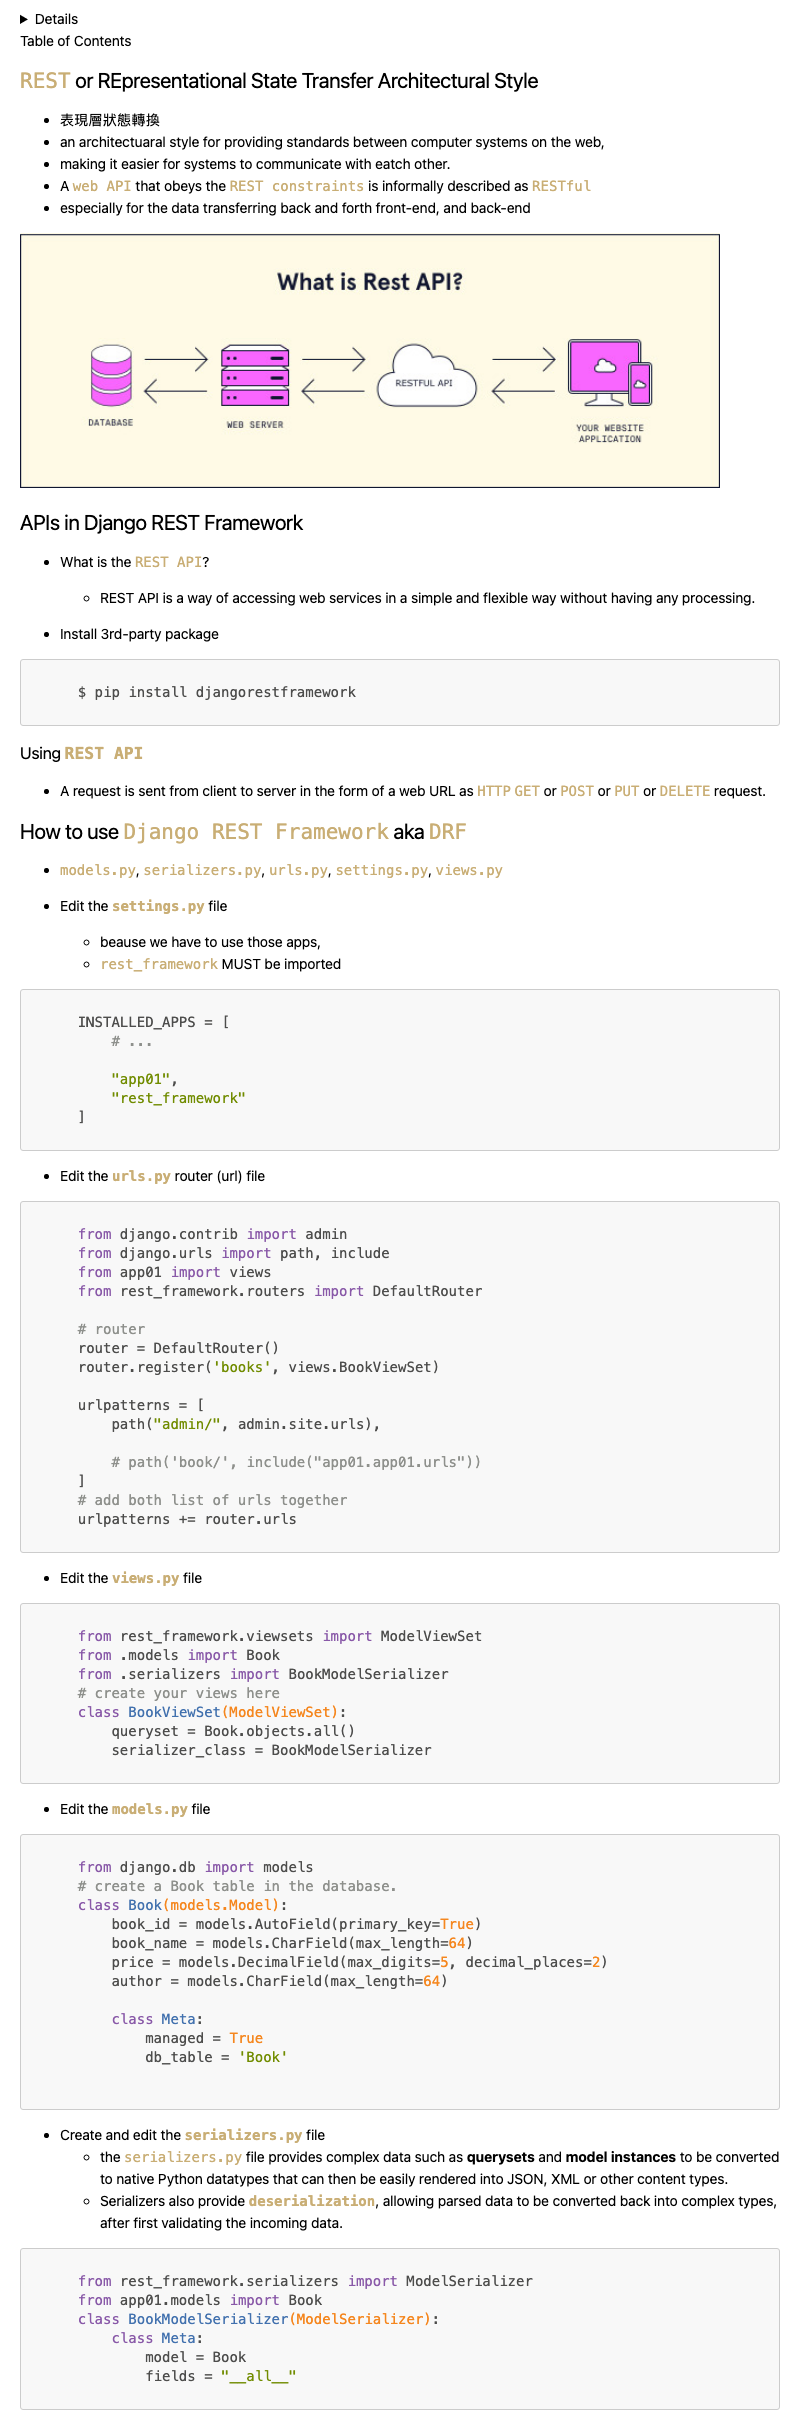 Details
Table of Contents
REST or REpresentational State Transfer Architectural Style
表現層狀態轉換
an architectuaral style for providing standards between computer systems on the web,
making it easier for systems to communicate with eatch other.
A web API that obeys the REST constraints is informally described as RESTful
especially for the data transferring back and forth front-end, and back-end
What is Rest API?
DATABASE
WEB SERVER
RESTFUL API
YOUR WEBSITE
APPLICATION
APIs in Django REST Framework
What is the REST API?
REST API is a way of accessing web services in a simple and flexible way without having any processing.
Install 3rd-party package
$ pip install djangorestframework
Using REST API
A request is sent from client to server in the form of a web URL as HTTP GET or POST or PUT or DELETE request.
How to use Django REST Framework aka DRF
models.py, serializers.py, urls.py, settings.py, views.py
Edit the settings.py file
beause we have to use those apps,
rest_framework MUST be imported
INSTALLED_APPS = [
# ...
"app01",
"rest_framework"
]
Edit the urls.py router (url) file
from django.contrib import admin
from django.urls import path, include
from app01 import views
from rest_framework.routers import DefaultRouter
# router
router = DefaultRouter()
router.register('books', views.BookViewSet)
urlpatterns = [
path("admin/", admin.site.urls),
# path('book/', include("app01.app01.urls"))
]
# add both list of urls together
urlpatterns += router.urls
Edit the views.py file
from rest_framework.viewsets import ModelViewSet
from .models import Book
from .serializers import BookModelSerializer
# create your views here
class BookViewSet(ModelViewSet):
queryset = Book.objects.all()
serializer_class = BookModelSerializer
Edit the models.py file
from django.db import models
# create a Book table in the database.
class Book(models.Model):
book_id = models.AutoField(primary_key=True)
book_name = models.CharField(max_length=64)
price = models.DecimalField(max_digits=5, decimal_places=2)
author = models.CharField(max_length=64)
class Meta:
managed = True
db_table = 'Book'
Create and edit the serializers.py file
the serializers.py file provides complex data such as querysets and model instances to be converted
to native Python datatypes that can then be easily rendered into JSON, XML or other content types.
Serializers also provide deserialization, allowing parsed data to be converted back into complex types,
after first validating the incoming data.
from rest_framework.serializers import ModelSerializer
from app01.models import Book
class BookModelSerializer(ModelSerializer):
class Meta:
model = Book
fields = "__all__"